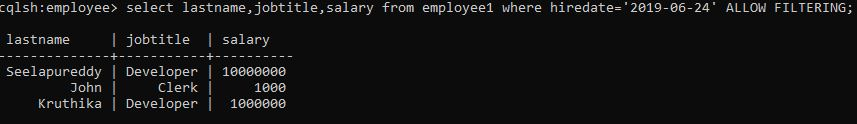 cqlsh:employee> select lastname,jobtitle,salary from employee1 where hiredate='2019-06-24' ALLOW FILTERING;
 lastname     | jobtitle  | salary
--------------+-----------+----------
 Seelapureddy | Developer | 10000000
         John |     Clerk |     1000
     Kruthika | Developer |  1000000